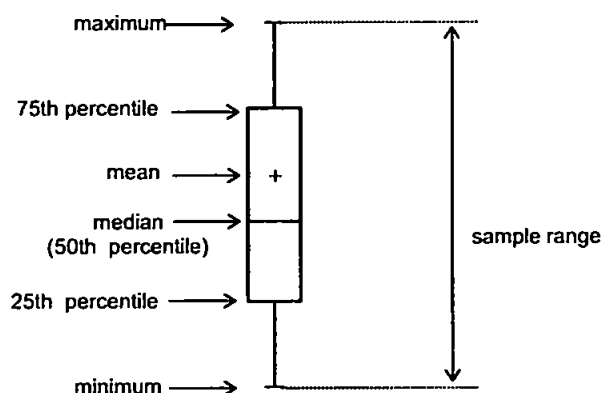 maximum
75th percentile
mean
median
(50th percentile)
sample range
25th percentile
minimum